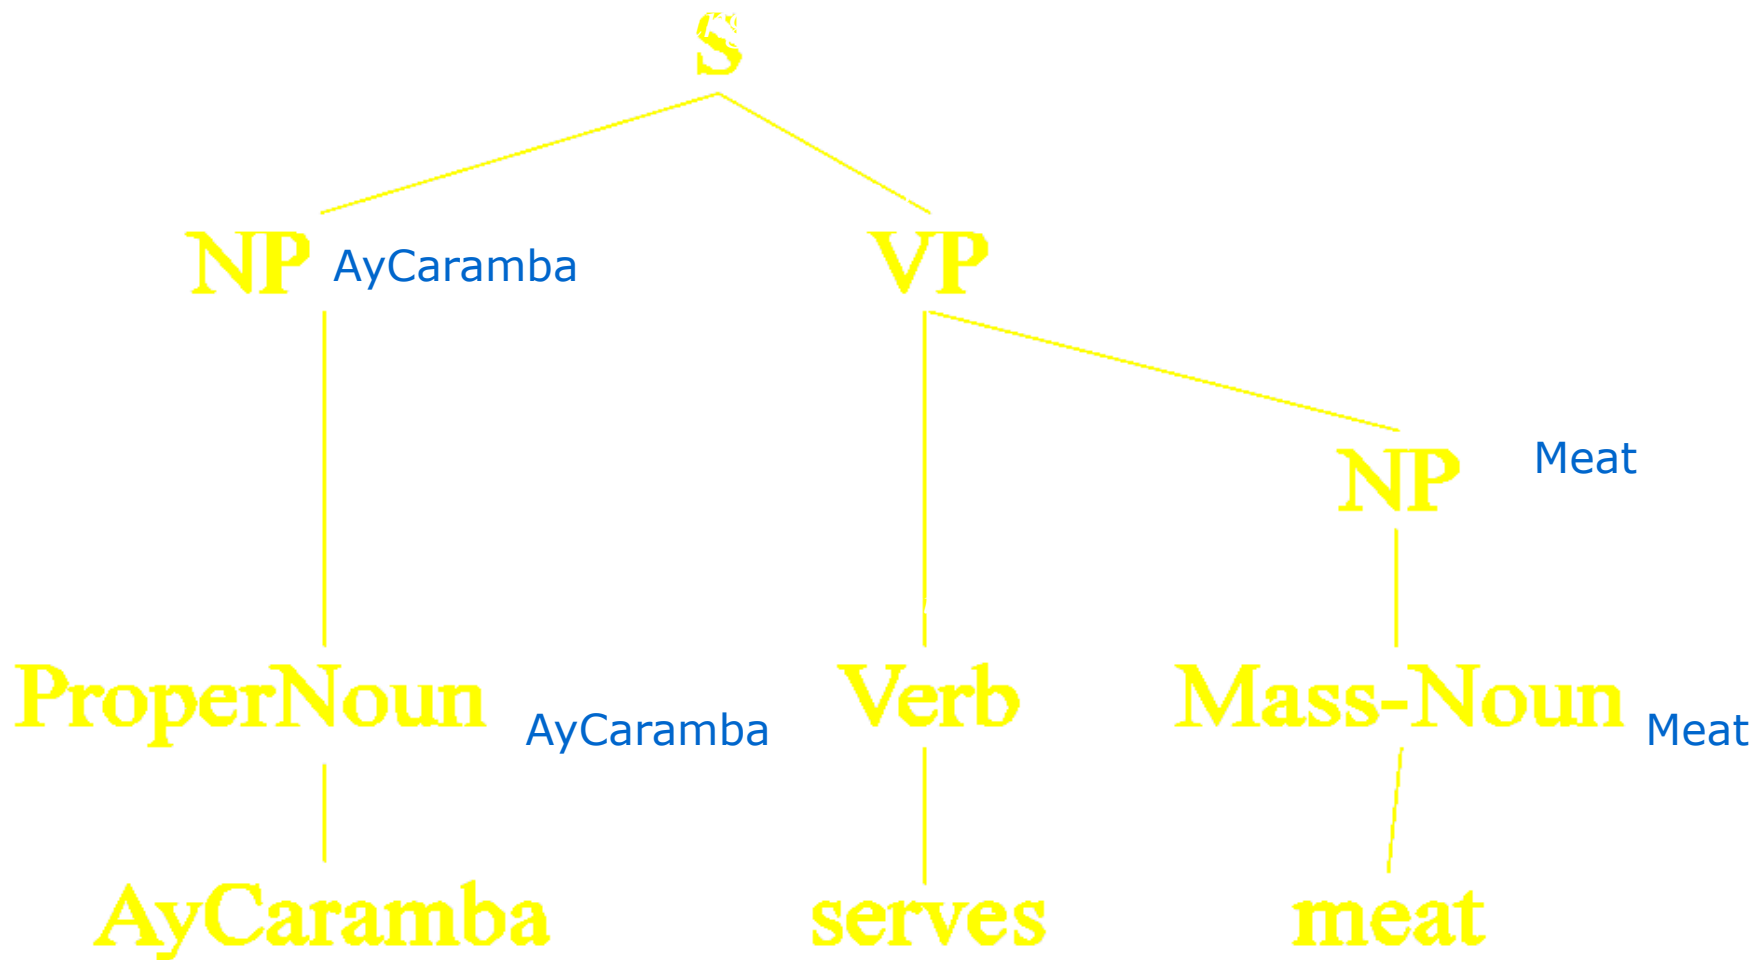 S
NP AyCaramba VP
NP Meat
ProperNoun AyCaramba Verb Mass-Noun Meat
AyCaramba serves meat